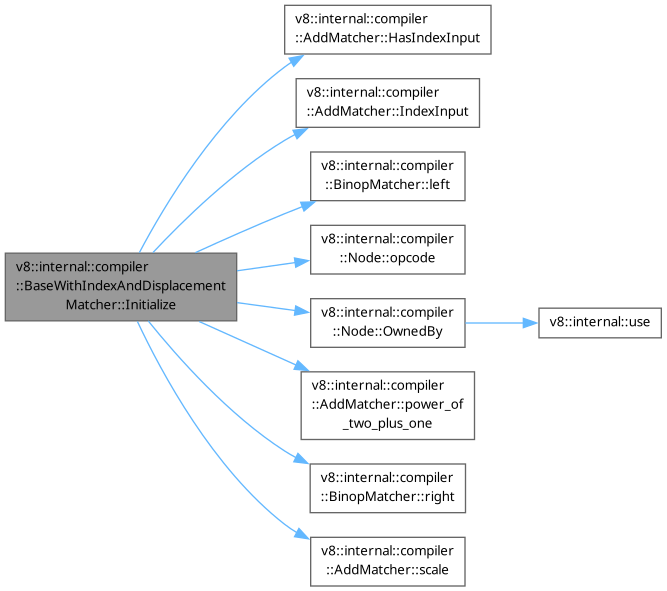 v8::internal::compiler
::AddMatcher::HasIndexInput
v8::internal::compiler
::AddMatcher::IndexInput
v8::internal::compiler
::BinopMatcher::left
v8::internal::compiler
::Node::opcode
v8::internal::compiler
::BaseWithIndexAndDisplacement
Matcher::Initialize
v8::internal::compiler
::Node::OwnedBy
v8::internal::use
v8::internal::compiler
::AddMatcher::power_of
_two_plus_one
v8::internal::compiler
::BinopMatcher::right
v8::internal::compiler
::AddMatcher::scale